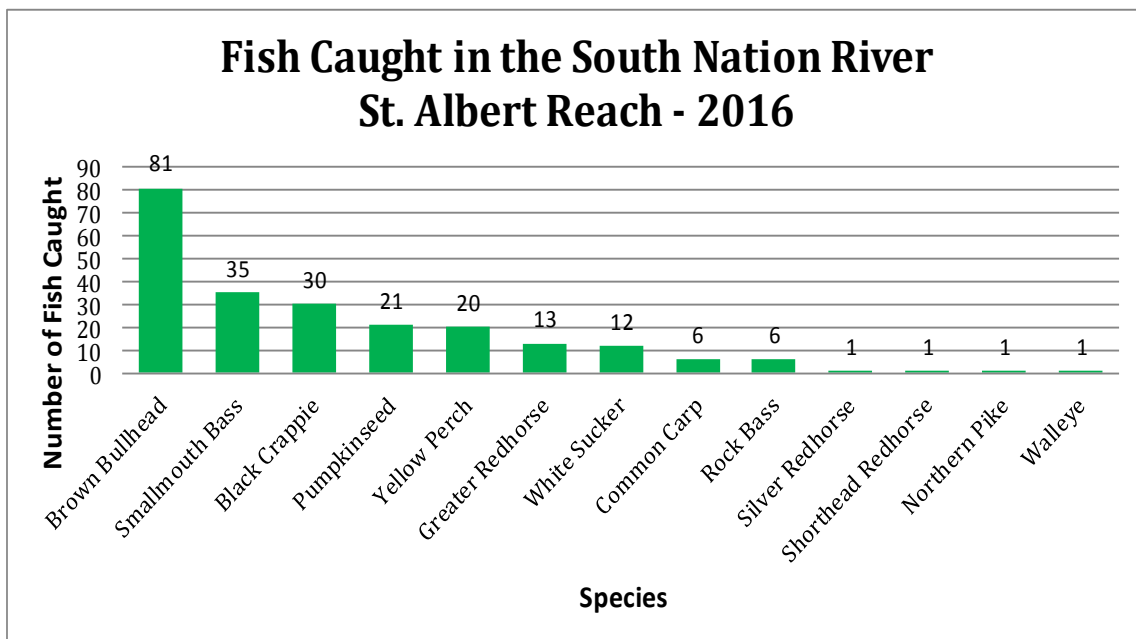 Fish Caught in the South Nation River
St. Albert Reach - 2016
Number of Fish Caught
90
80
70
60
50
40
30
20
10
0
81
35
30
21
20
13
12
6
6
1
1
1
1
Brown Bullhead
Smallmouth Bass
Black Crappie
Pumpkinseed
Yellow Perch
Greater Redhorse
White Sucker
Common Carp
Rock Bass
Silver Redhorse
Shorthead Redhorse
Northern Pike
Walleye
Species